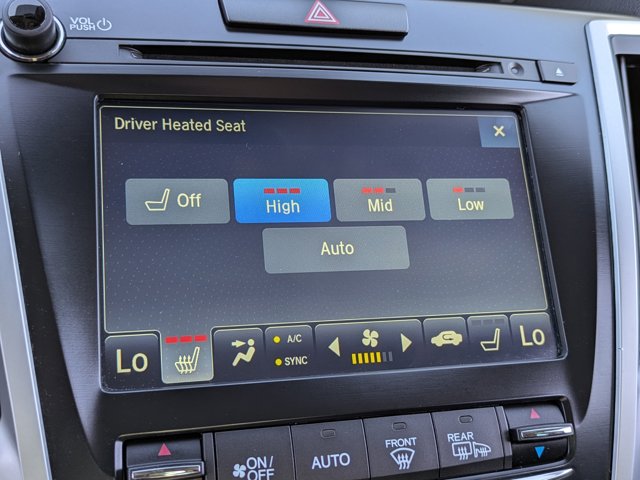 VOL
PUSH
Driver Heated Seat
×
Off
High
Mid
Low
Auto
Lo
A/C
SYNC
Lo
ON/
OFF
AUTO
FRONT
REAR